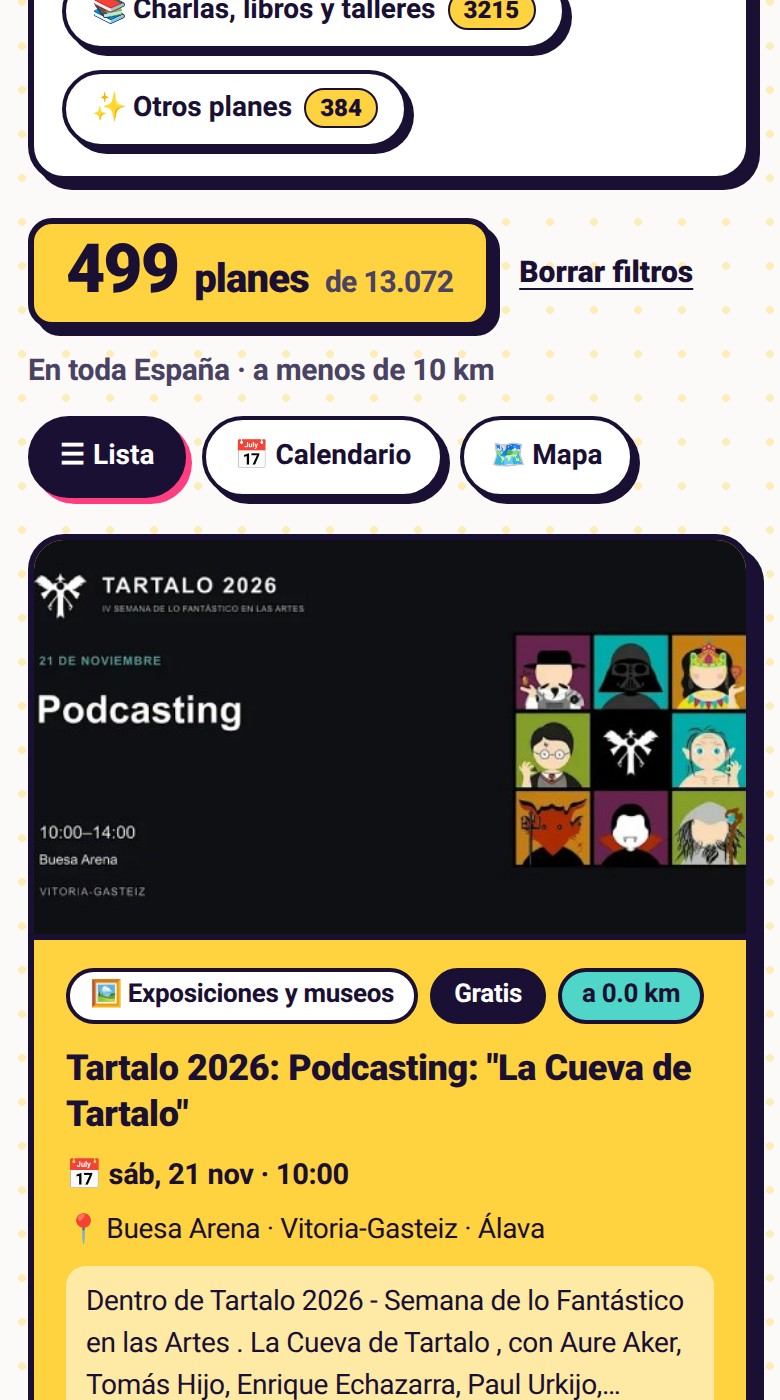 📚 Charlas, libros y talleres 3215
✨ Otros planes 384
499 planes de 13.072 Borrar filtros
En toda España · a menos de 10 km
☰ Lista 📅 Calendario 🗺️ Mapa
TARTALO 2026
IV SEMANA DE LO FANTÁSTICO EN LAS ARTES
21 DE NOVIEMBRE
Podcasting
10:00–14:00
Buesa Arena
VITORIA-GASTEIZ
🖼️ Exposiciones y museos Gratis a 0.0 km
Tartalo 2026: Podcasting: "La Cueva de
Tartalo"
📅 sáb, 21 nov · 10:00
📍 Buesa Arena · Vitoria-Gasteiz · Álava
Dentro de Tartalo 2026 - Semana de lo Fantástico
en las Artes . La Cueva de Tartalo , con Aure Aker,
Tomás Hijo, Enrique Echazarra, Paul Urkijo,...